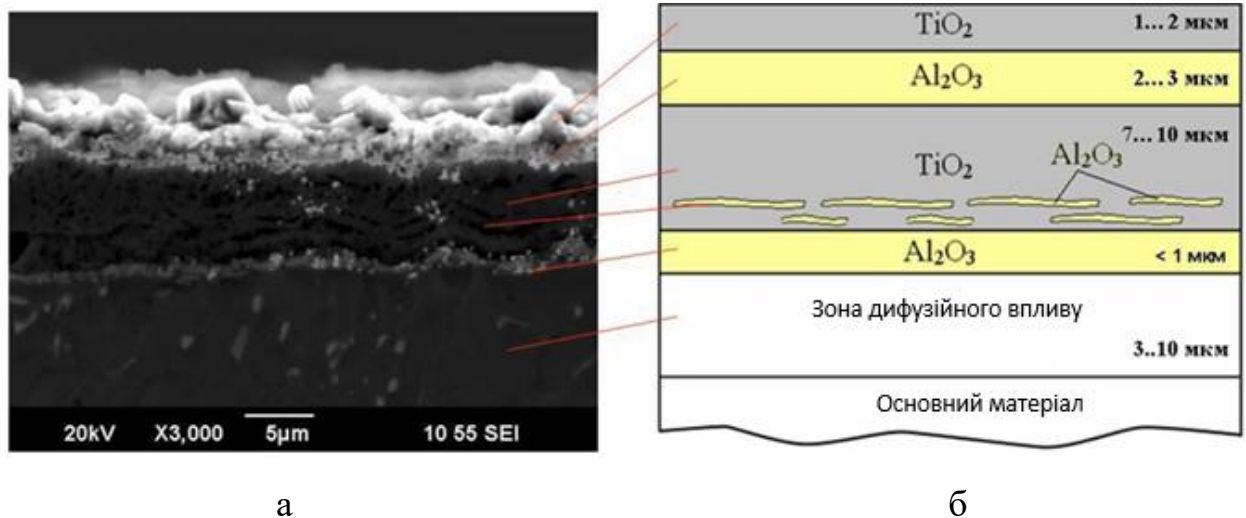 TiO₂ 1... 2 мкм
Al₂O₃ 2... 3 мкм
7... 10 мкм
TiO₂ Al₂O₃
Al₂O₃ < 1 мкм
Зона дифузійного впливу
3..10 мкм
Основний матеріал
20kV X3,000 5µm 10 55 SEI
а б